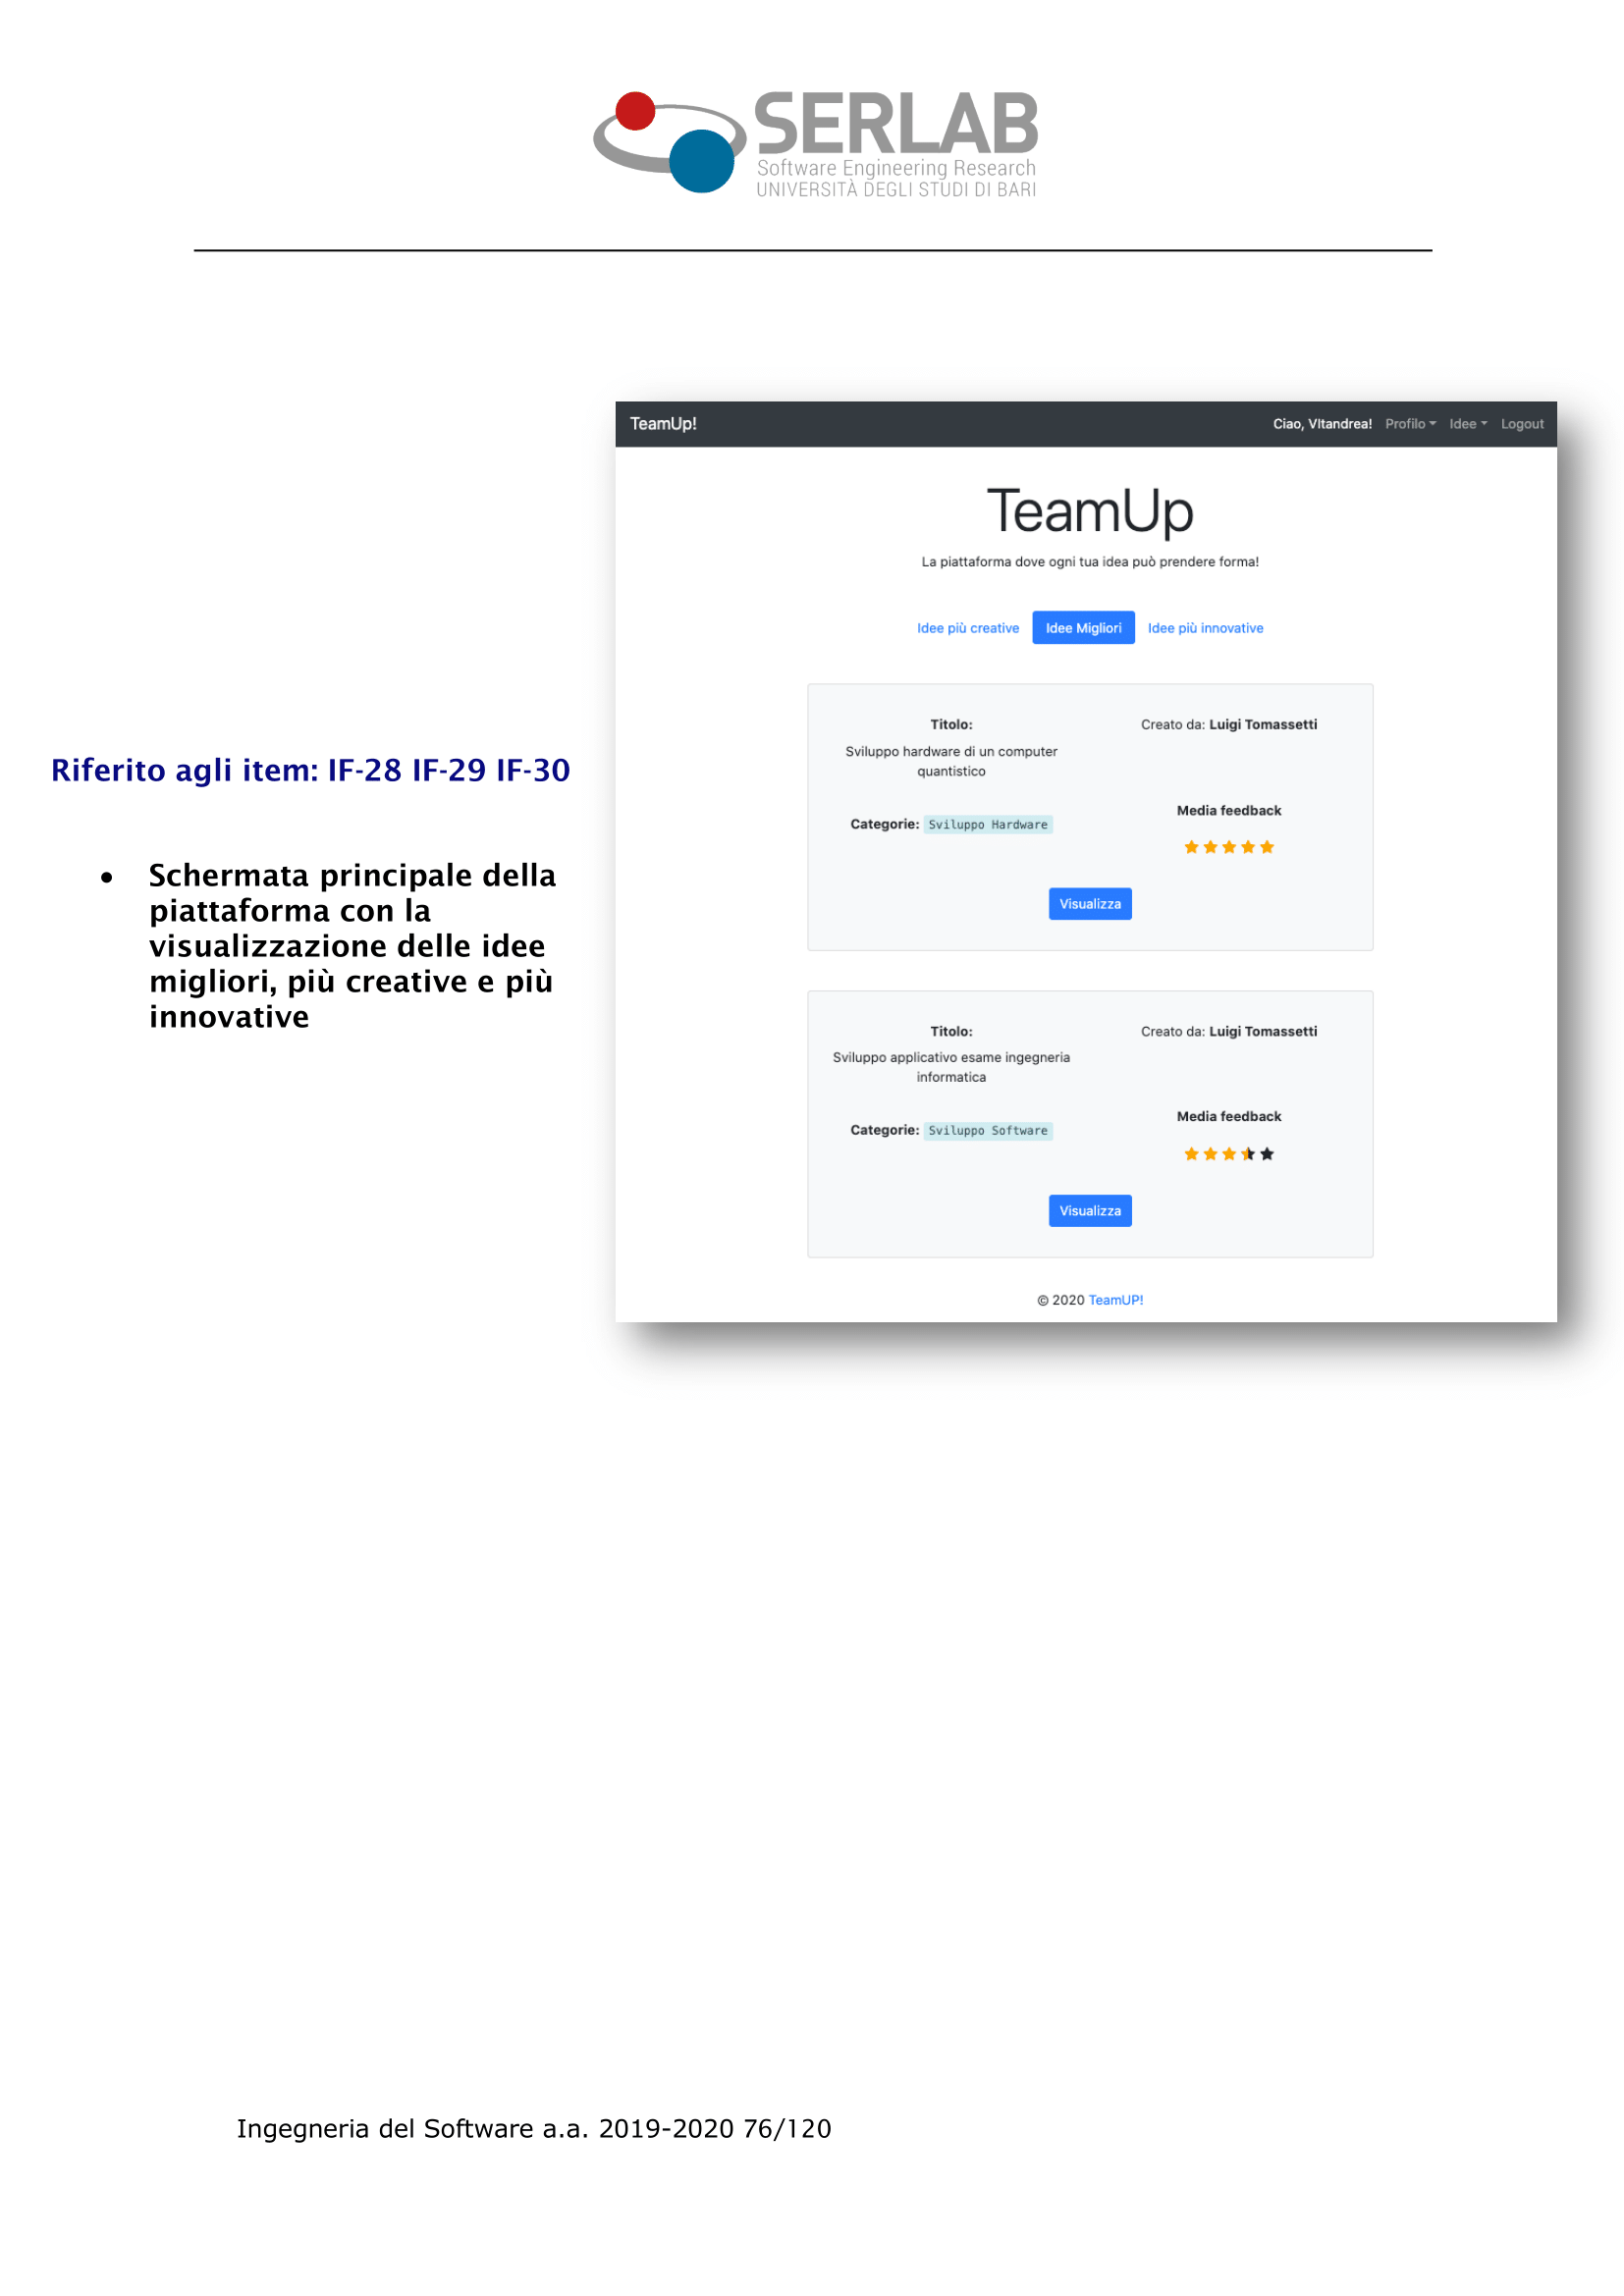 SERLAB
Software Engineering Research
UNIVERSITÀ DEGLI STUDI DI BARI
Riferito agli item: IF-28 IF-29 IF-30
• Schermata principale della
piattaforma con la
visualizzazione delle idee
migliori, più creative e più
innovative
TeamUp! Ciao, VItandrea! Profilo Idee Logout
TeamUp
La piattaforma dove ogni tua idea può prendere forma!
Idee più creative Idee Migliori Idee più innovative
Titolo: Creato da: Luigi Tomassetti
Sviluppo hardware di un computer
quantistico
Media feedback
Categorie: Sviluppo Hardware
Visualizza
Titolo: Creato da: Luigi Tomassetti
Sviluppo applicativo esame ingegneria
informatica
Media feedback
Categorie: Sviluppo Software
Visualizza
© 2020 TeamUP!
Ingegneria del Software a.a. 2019-2020 76/120